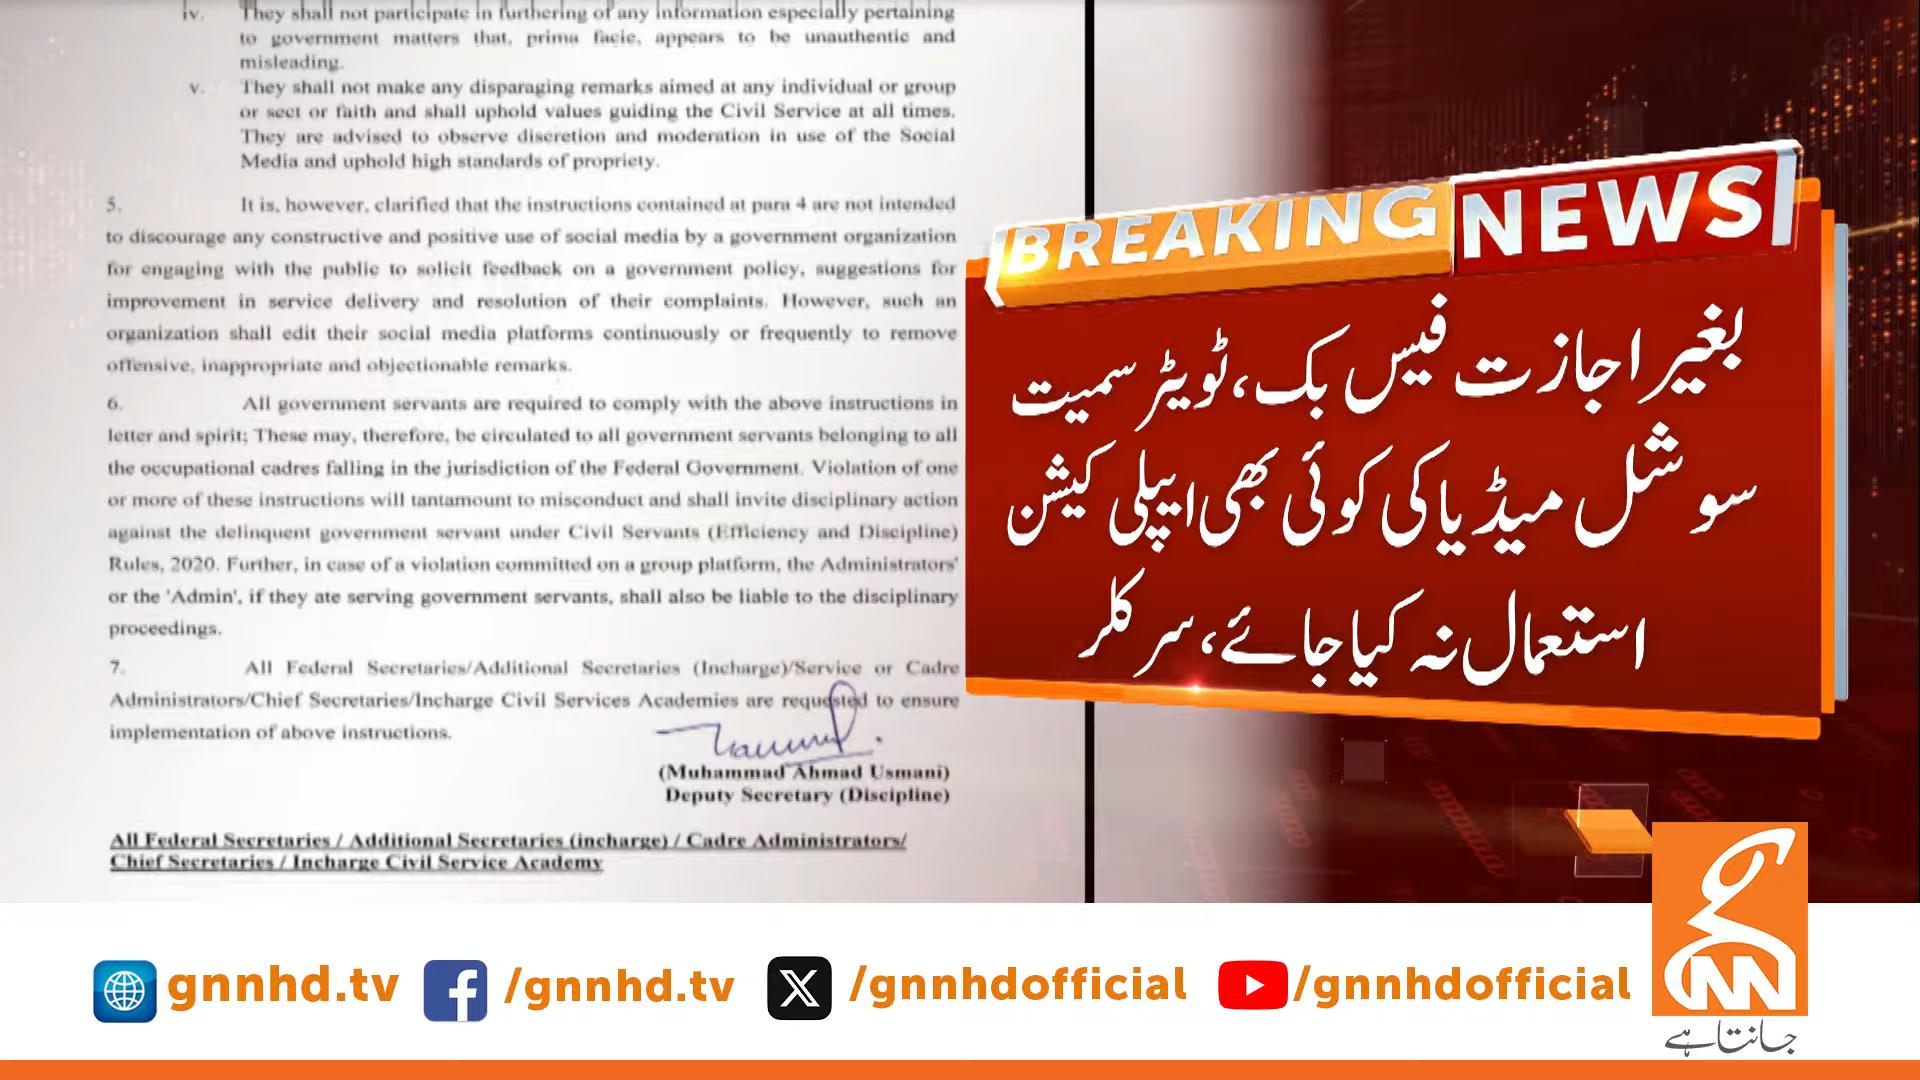 iv. They shall not participate in furthering of any information especially pertaining
to government matters that, prima facie, appears to be unauthentic and
misleading.
v. They shall not make any disparaging remarks aimed at any individual or group
or sect or faith and shall uphold values guiding the Civil Service at all times.
They are advised to observe discretion and moderation in use of the Social
Media and uphold high standards of propriety.
5. It is, however, clarified that the instructions contained at para 4 are not intended
to discourage any constructive and positive use of social media by a government organization
for engaging with the public to solicit feedback on a government policy, suggestions for
improvement in service delivery and resolution of their complaints. However, such an
organization shall edit their social media platforms continuously or frequently to remove
offensive, inappropriate and objectionable remarks.
6. All government servants are required to comply with the above instructions in
letter and spirit; These may, therefore, be circulated to all government servants belonging to all
the occupational cadres falling in the jurisdiction of the Federal Government. Violation of one
or more of these instructions will tantamount to misconduct and shall invite disciplinary action
against the delinquent government servant under Civil Servants (Efficiency and Discipline)
Rules, 2020. Further, in case of a violation committed on a group platform, the Administrators'
or the 'Admin', if they ate serving government servants, shall also be liable to the disciplinary
proceedings.
7. All Federal Secretaries/Additional Secretaries (Incharge)/Service or Cadre
Administrators/Chief Secretaries/Incharge Civil Services Academies are requested to ensure
implementation of above instructions.
(Muhammad Ahmad Usmani)
Deputy Secretary (Discipline)
All Federal Secretaries / Additional Secretaries (incharge) / Cadre Administrators/
Chief Secretaries / Incharge Civil Service Academy
BREAKING NEWS
بغیر اجازت فیس بک، ٹویٹر سمیت
سوشل میڈیا کی کوئی بھی ایپلی کیشن
استعمال نہ کیا جائے، سرکلر
gnnhd.tv /gnnhd.tv /gnnhdofficial /gnnhdofficial
GNN
جانتا ہے